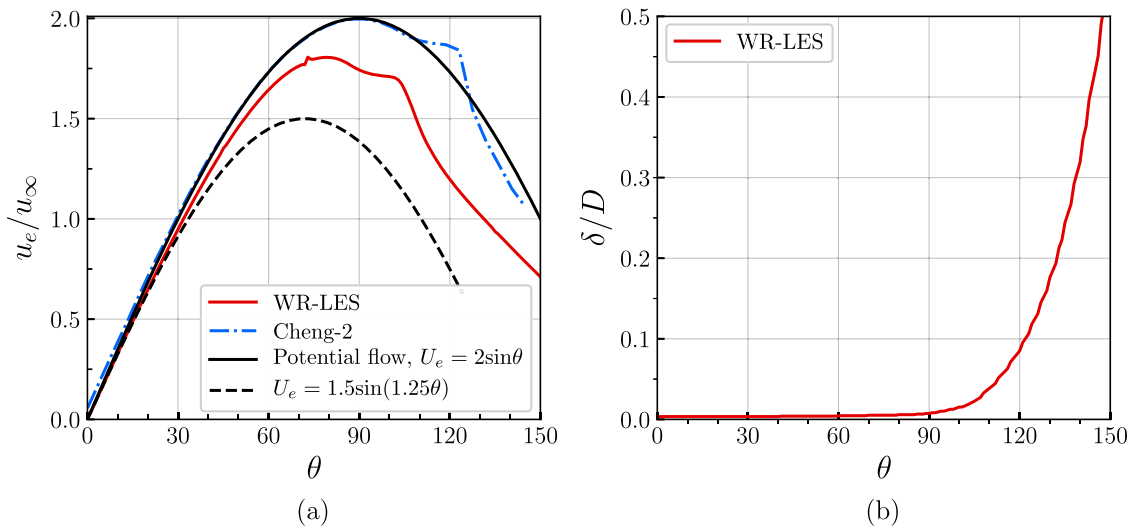 2.0
1.5
1.0
0.5
0.0
u_e/u_∞
WR-LES
Cheng-2
Potential flow, U_e = 2sinθ
U_e = 1.5sin(1.25θ)
0 30 60 90 120 150
θ
(a)
0.5
0.4
0.3
0.2
0.1
0.0
δ/D
WR-LES
0 30 60 90 120 150
θ
(b)